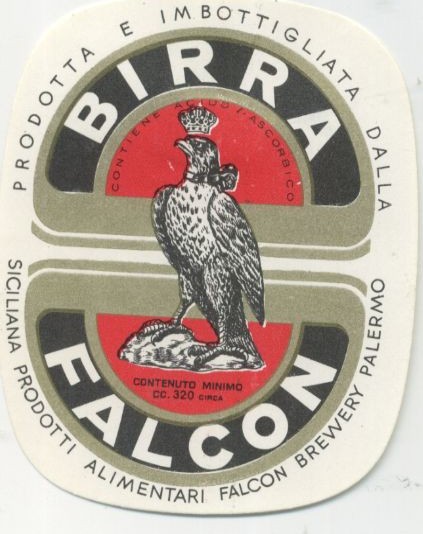 PRODOTTA E IMBOTTIGLIATA DALLA
BIRRA
CONTIENE ACIDO l'ASCORBICO
CONTENUTO MINIMO
CC. 320 CIRCA
FALCON
SICILIANA PRODOTTI ALIMENTARI FALCON BREWERY PALERMO